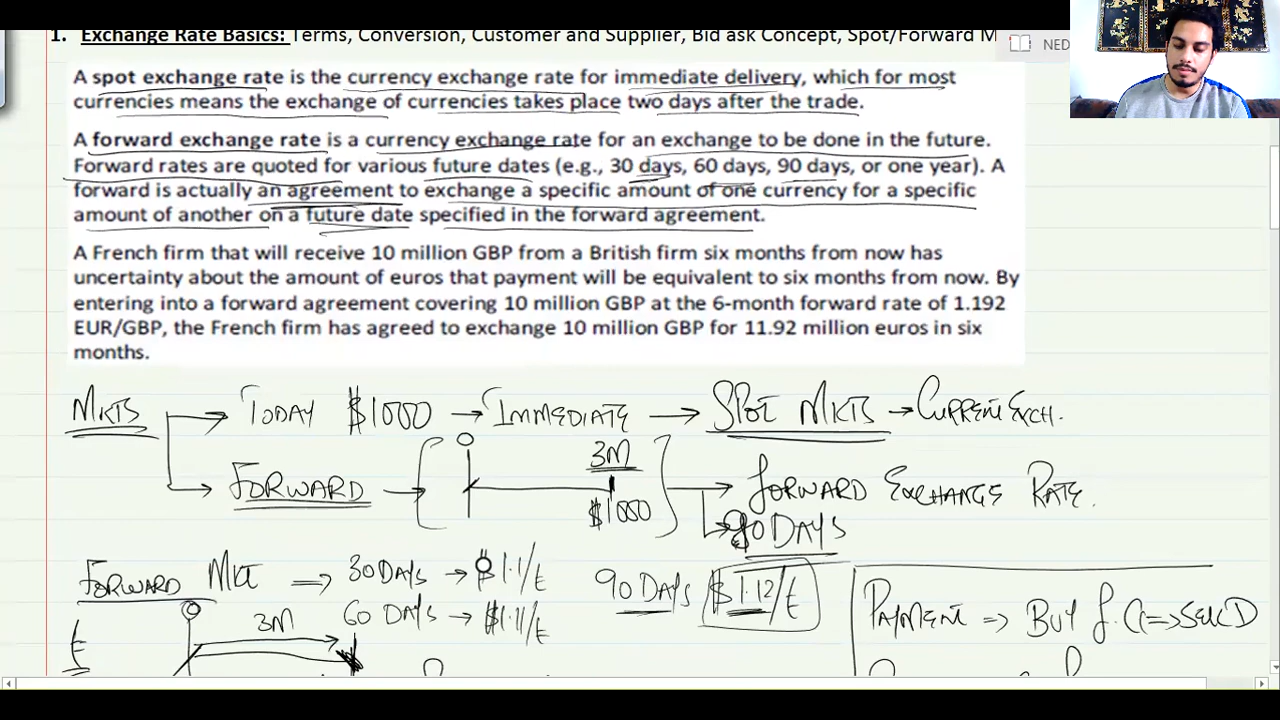 1. Exchange Rate Basics: Terms, Conversion, Customer and Supplier, Bid ask Concept, Spot/Forward M
NED
A spot exchange rate is the currency exchange rate for immediate delivery, which for most
currencies means the exchange of currencies takes place two days after the trade.
A forward exchange rate is a currency exchange rate for an exchange to be done in the future.
Forward rates are quoted for various future dates (e.g., 30 days, 60 days, 90 days, or one year). A
forward is actually an agreement to exchange a specific amount of one currency for a specific
amount of another on a future date specified in the forward agreement.
A French firm that will receive 10 million GBP from a British firm six months from now has
uncertainty about the amount of euros that payment will be equivalent to six months from now. By
entering into a forward agreement covering 10 million GBP at the 6-month forward rate of 1.192
EUR/GBP, the French firm has agreed to exchange 10 million GBP for 11.92 million euros in six
months.
MKTS → TODAY $1000 → IMMEDIATE → SPOT MKTS → CURRENT EXCH.
3M
FORWARD → $1000 → FORWARD EXCHANGE RATE.
90 DAYS
FORWARD MKT ⇒ 30 DAYS → $1.1/£
90 DAYS $1.12/£
60 DAYS → $1.11/£
PAYMENT ⇒ BUY f.C ⇒ SELL D
3M
£